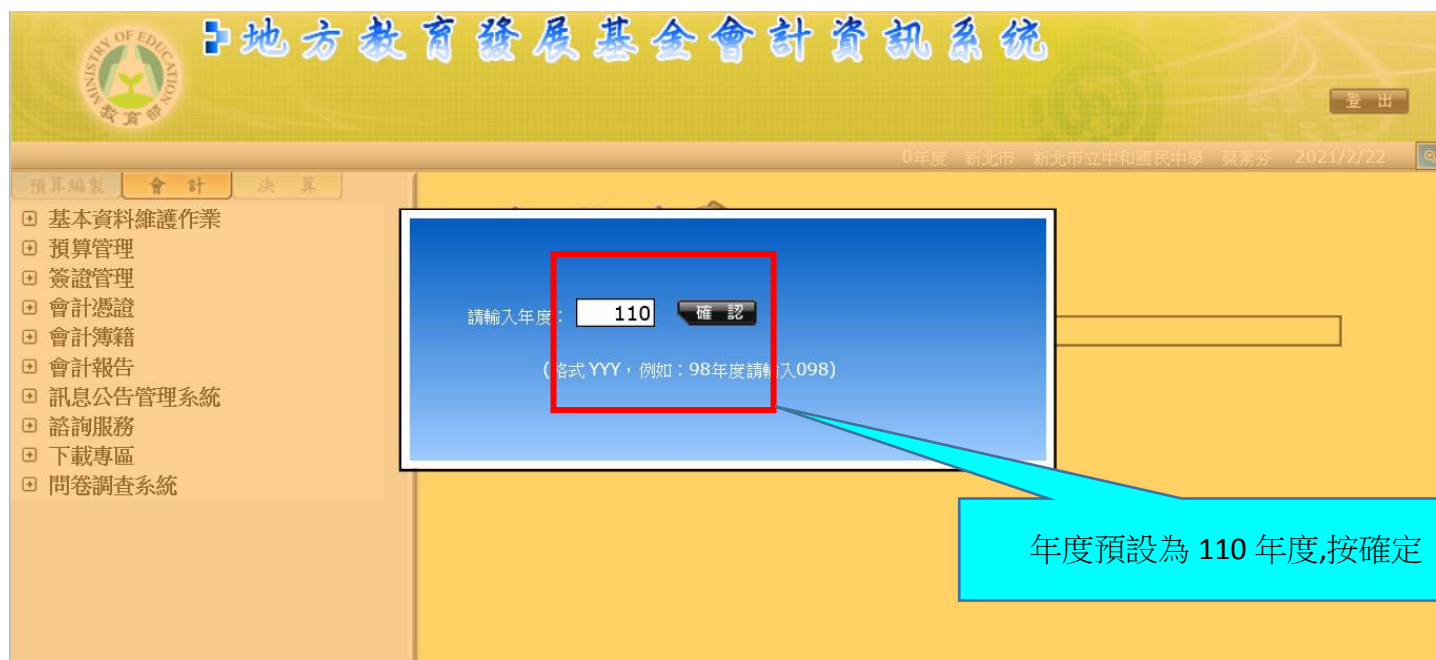 MINISTRY OF EDUCATION
教育部
地方教育發展基金會計資訊系統
登 出
0年度 新北市 新北市立中和國民中學 蔡素芬 2021/2/22
預算編製 會 計 決 算
基本資料維護作業
預算管理
簽證管理
會計憑證
會計簿籍
會計報告
訊息公告管理系統
諮詢服務
下載專區
問卷調查系統
請輸入年度： 110 確 認
(格式 YYY，例如：98年度請輸入098)
年度預設為 110 年度,按確定